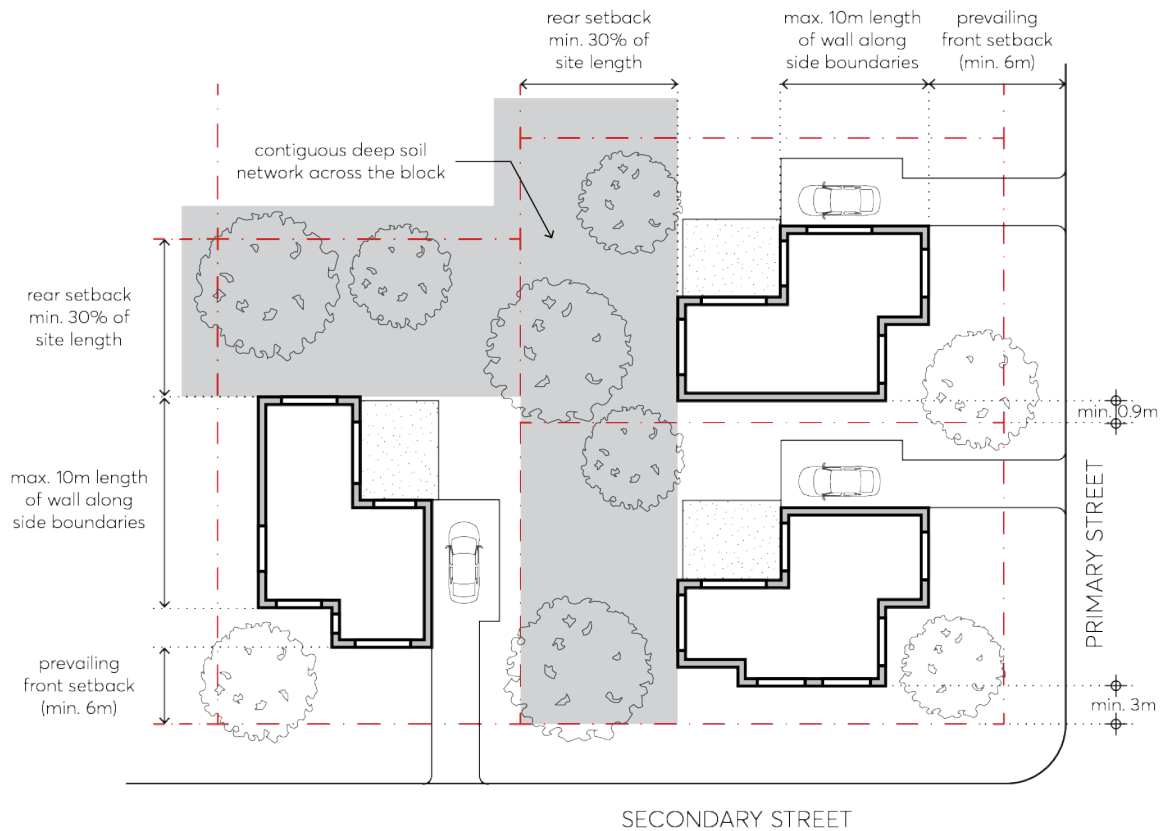 rear setback
min. 30% of
site length
max. 10m length
of wall along
side boundaries
prevailing
front setback
(min. 6m)
contiguous deep soil
network across the block
rear setback
min. 30% of
site length
min. 0.9m
max. 10m length
of wall along
side boundaries
PRIMARY STREET
prevailing
front setback
(min. 6m)
min. 3m
SECONDARY STREET